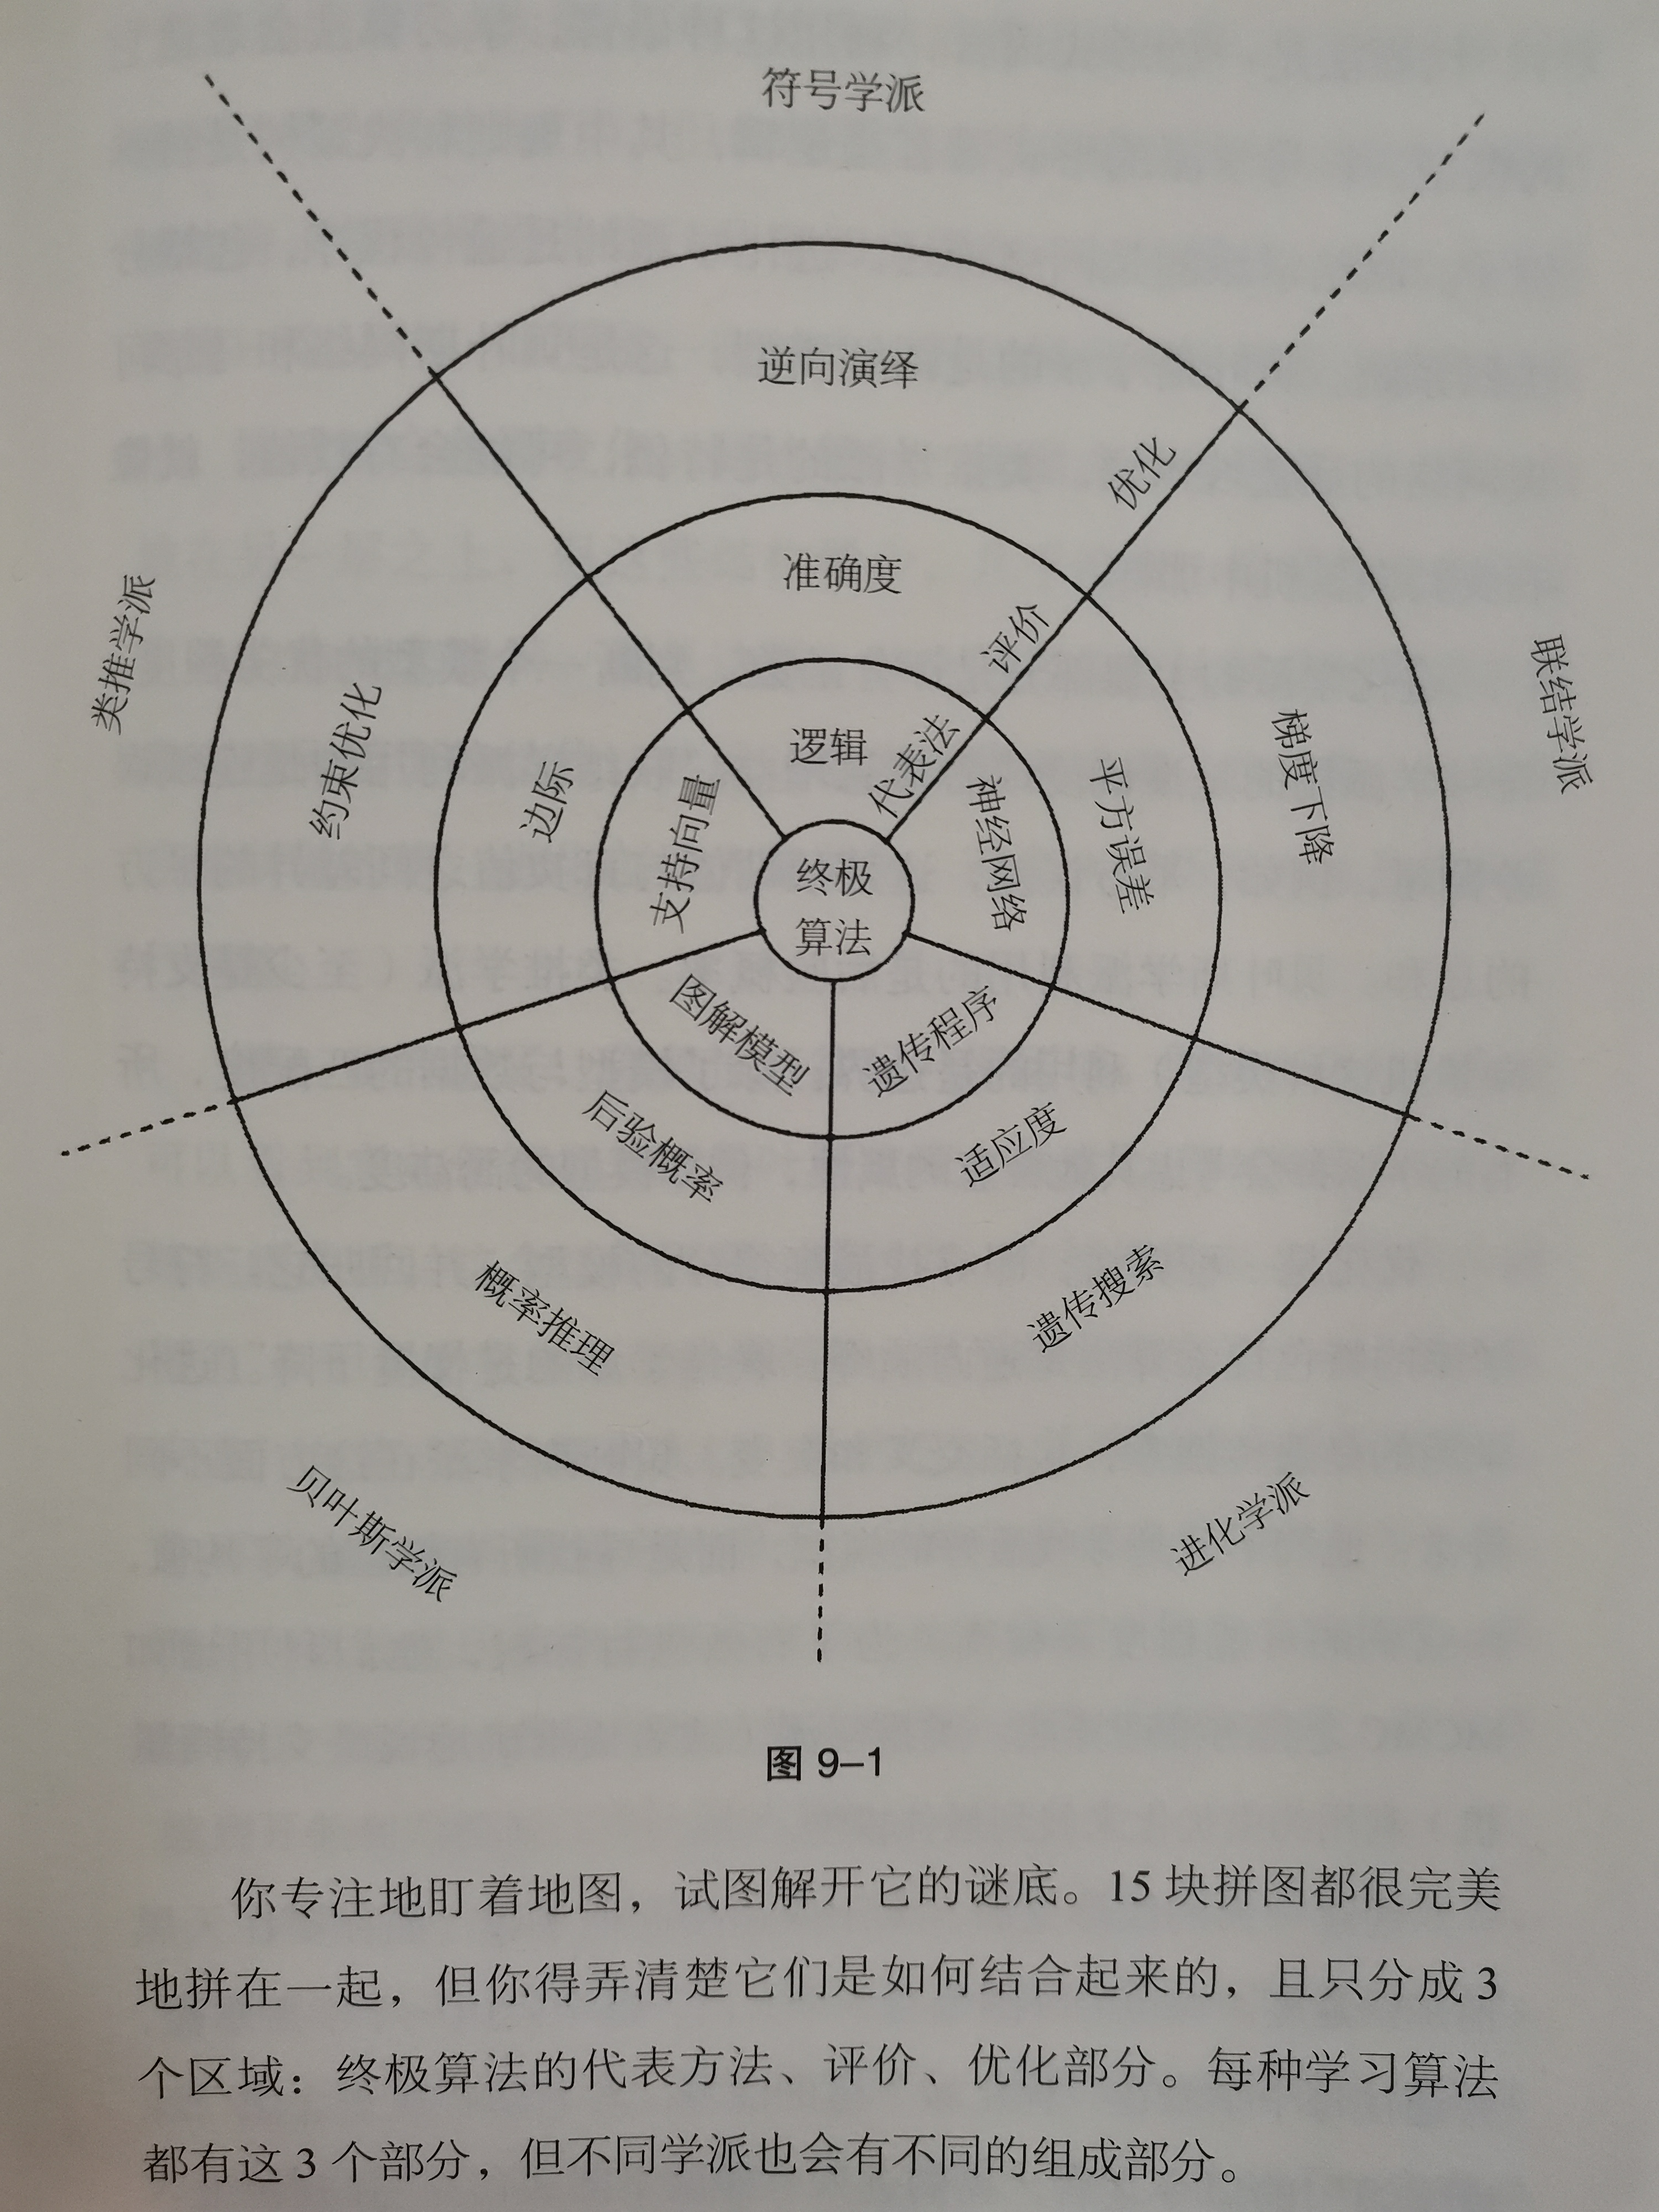 符号学派
逆向演绎
优化
准确度
评价
类推学派
联结学派
约束优化
边际
支持向量
逻辑
代表法
神经网络
平方误差
梯度下降
终极
算法
图解模型
遗传程序
后验概率
适应度
概率推理
遗传搜索
贝叶斯学派
进化学派
图 9–1
你专注地盯着地图，试图解开它的谜底。15 块拼图都很完美
地拼在一起，但你得弄清楚它们是如何结合起来的，且只分成 3
个区域：终极算法的代表方法、评价、优化部分。每种学习算法
都有这 3 个部分，但不同学派也会有不同的组成部分。